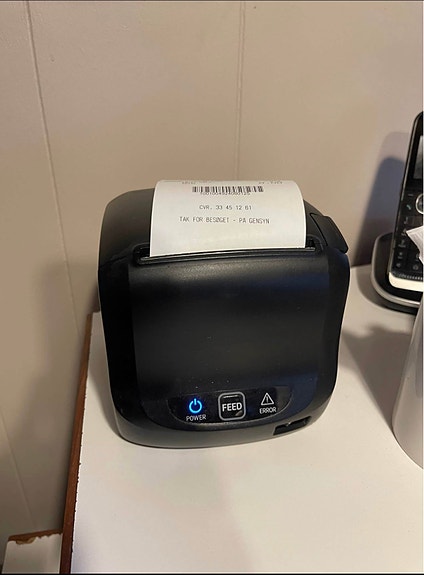 CVR. 33 45 12 61
TAK FOR BESØGET - PÅ GENSYN
POWER
FEED
ERROR